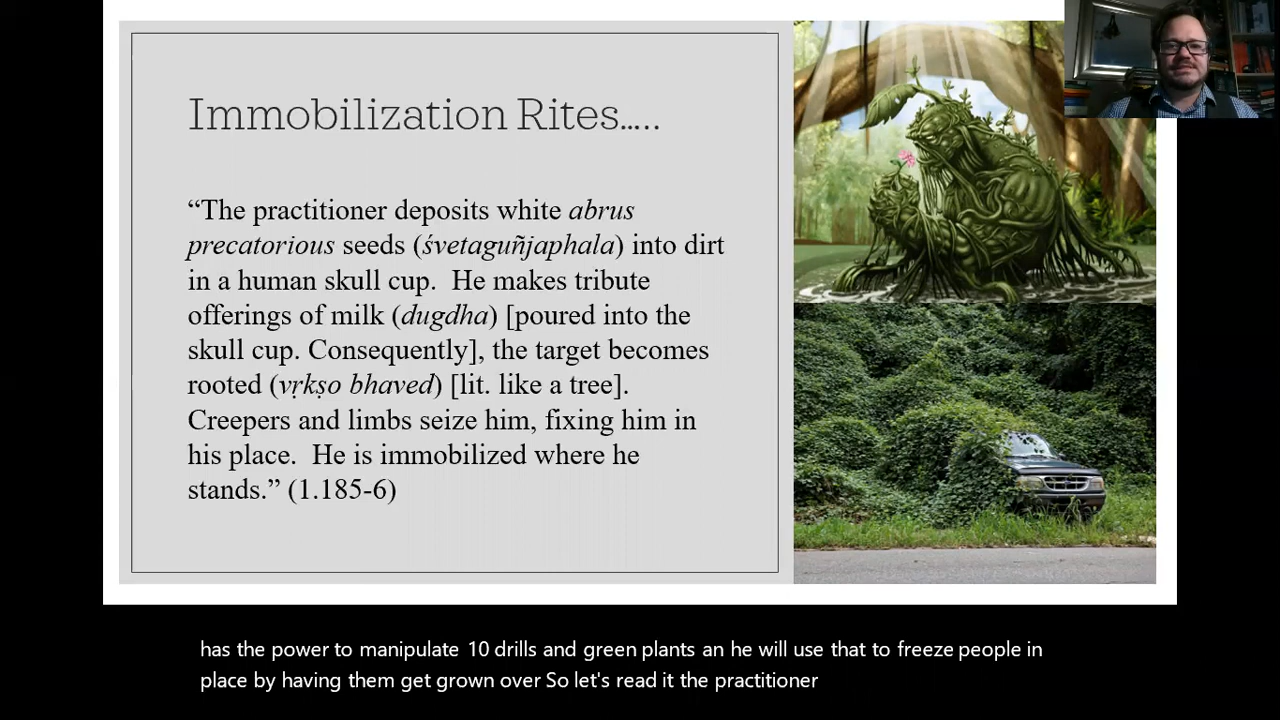 Immobilization Rites.....
“The practitioner deposits white abrus
precatorious seeds (śvetaguñjaphala) into dirt
in a human skull cup.  He makes tribute
offerings of milk (dugdha) [poured into the
skull cup. Consequently], the target becomes
rooted (vṛkṣo bhaved) [lit. like a tree].
Creepers and limbs seize him, fixing him in
his place.  He is immobilized where he
stands.” (1.185-6)
has the power to manipulate 10 drills and green plants an he will use that to freeze people in
place by having them get grown over So let's read it the practitioner